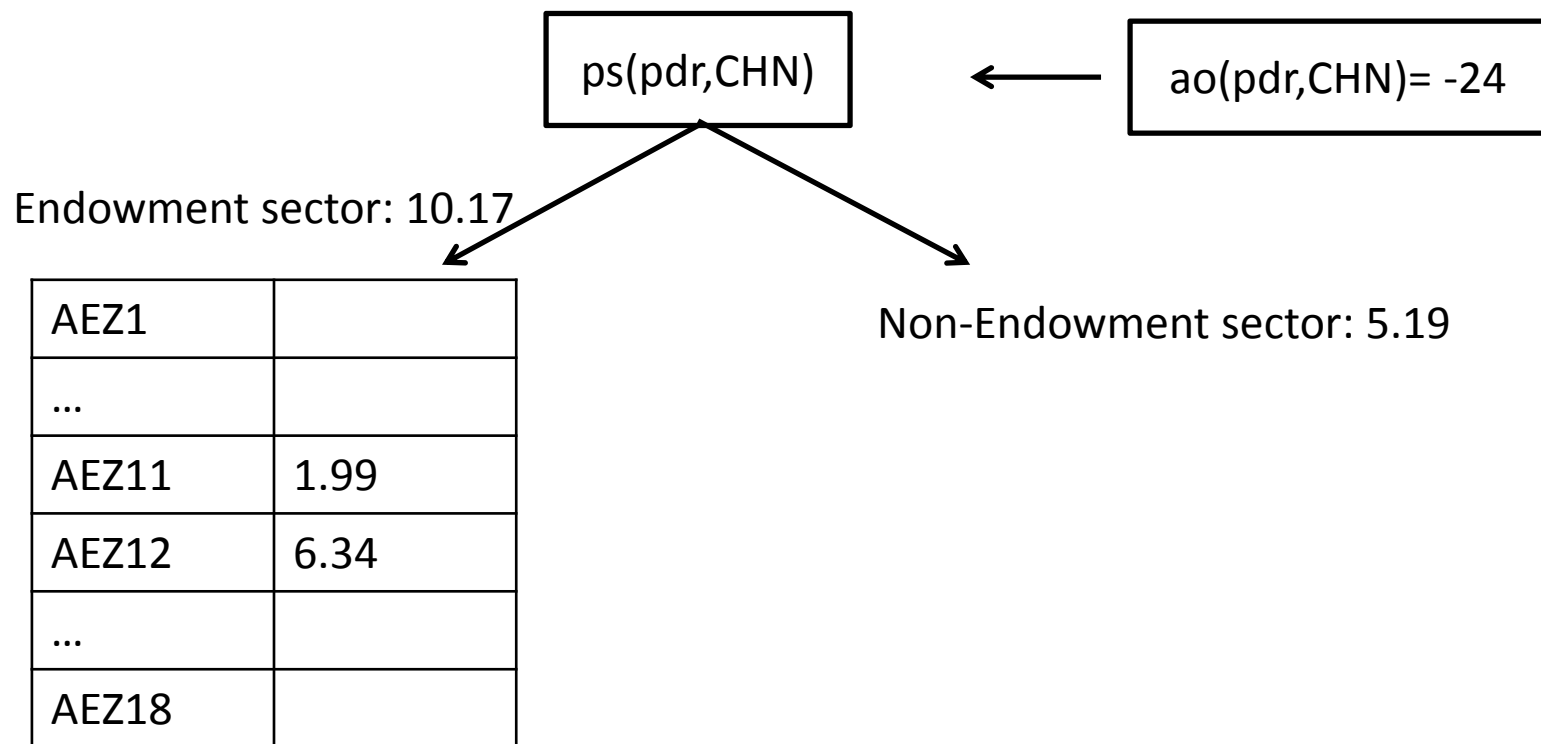 ps(pdr,CHN)
ao(pdr,CHN)= -24
Endowment sector: 10.17
Non-Endowment sector: 5.19
AEZ1
…
AEZ11 1.99
AEZ12 6.34
…
AEZ18